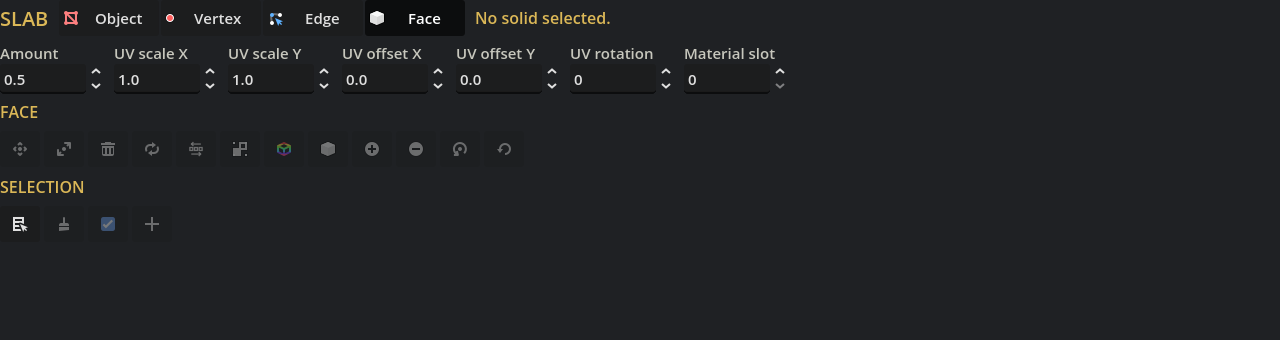 SLAB Object Vertex Edge Face No solid selected.
Amount UV scale X UV scale Y UV offset X UV offset Y UV rotation Material slot
0.5 1.0 1.0 0.0 0.0 0 0
FACE
SELECTION